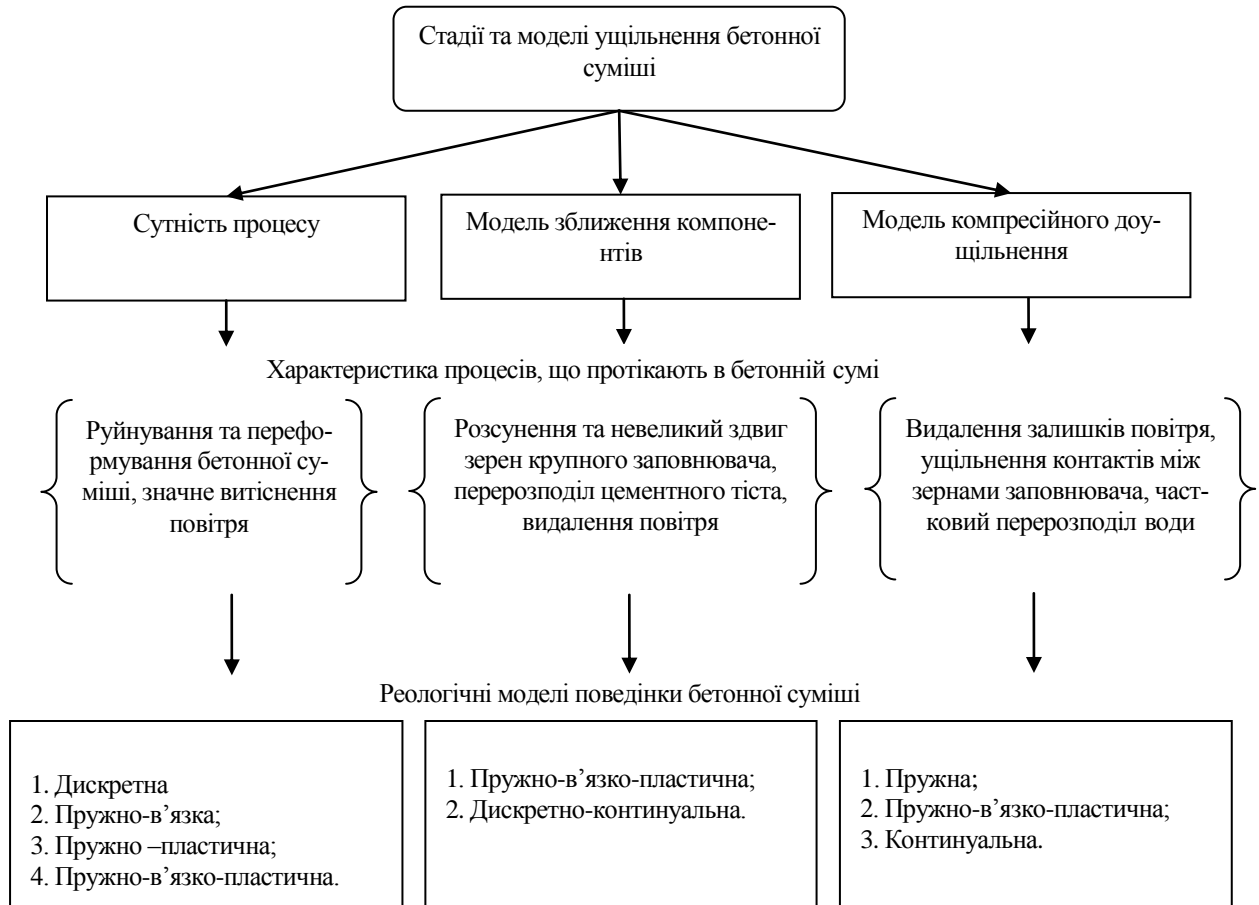 Стадії та моделі ущільнення бетонної
суміші
Сутність процесу
Модель зближення компоне-
нтів
Модель компресійного доу-
щільнення
Характеристика процесів, що протікають в бетонній сумі
Руйнування та перефо-
рмування бетонної су-
міші, значне витіснення
повітря
Розсунення та невеликий здвиг
зерен крупного заповнювача,
перерозподіл цементного тіста,
видалення повітря
Видалення залишків повітря,
ущільнення контактів між
зернами заповнювача, част-
ковий перерозподіл води
Реологічні моделі поведінки бетонної суміші
1. Дискретна
2. Пружно-в’язка;
3. Пружно –пластична;
4. Пружно-в’язко-пластична.
1. Пружно-в’язко-пластична;
2. Дискретно-континуальна.
1. Пружна;
2. Пружно-в’язко-пластична;
3. Континуальна.